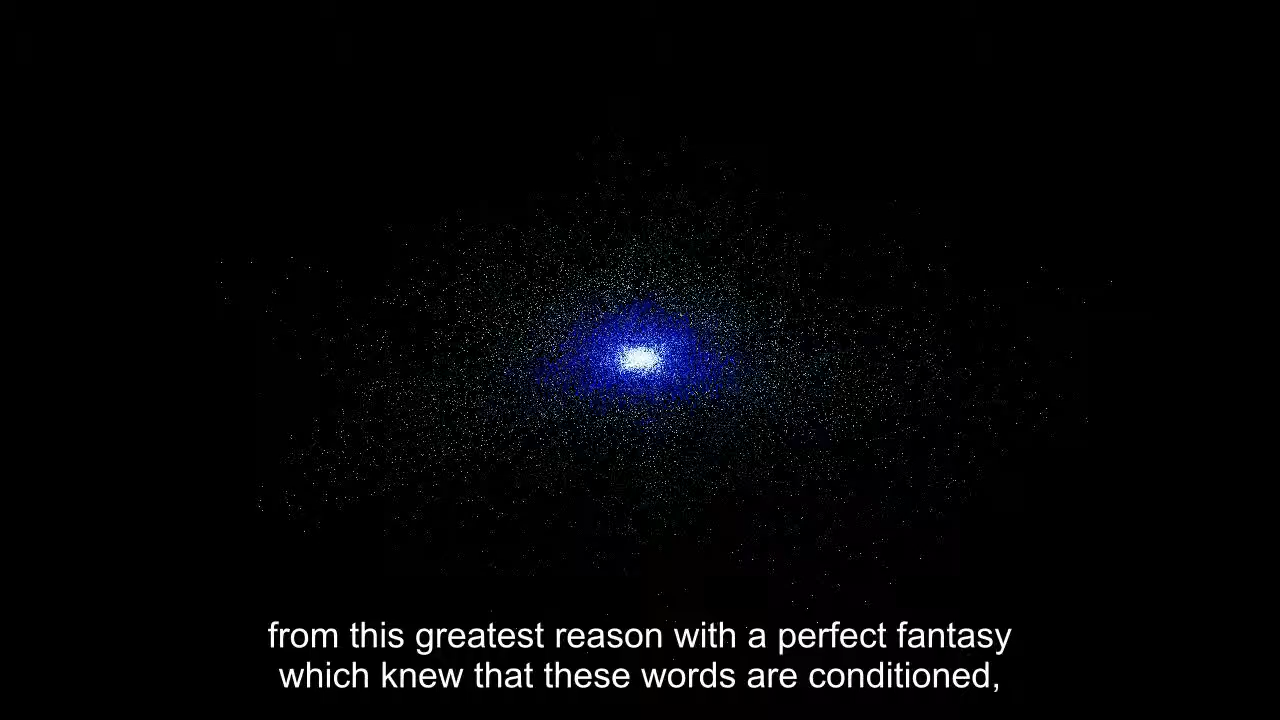 from this greatest reason with a perfect fantasy
which knew that these words are conditioned,